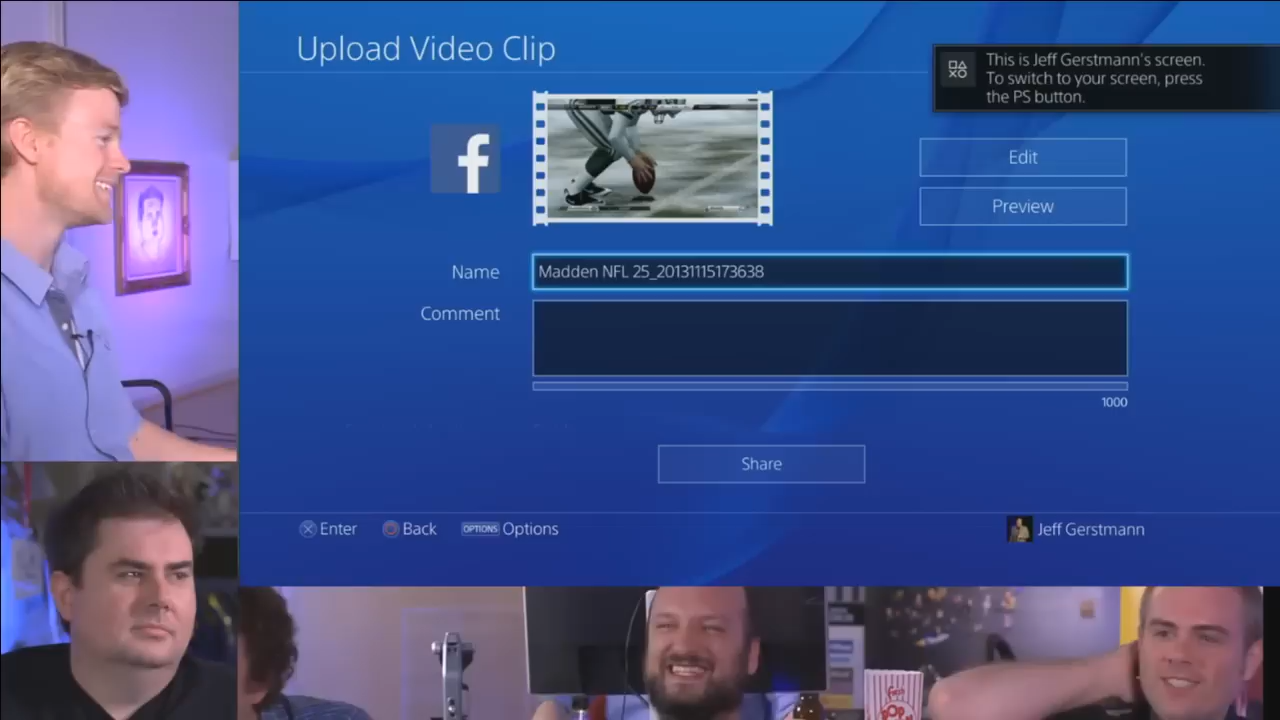 Upload Video Clip
This is Jeff Gerstmann's screen.
To switch to your screen, press
the PS button.
f
Edit
Preview
Name
Madden NFL 25_20131115173638
Comment
1000
Share
Enter
Back
OPTIONS
Options
Jeff Gerstmann
POP